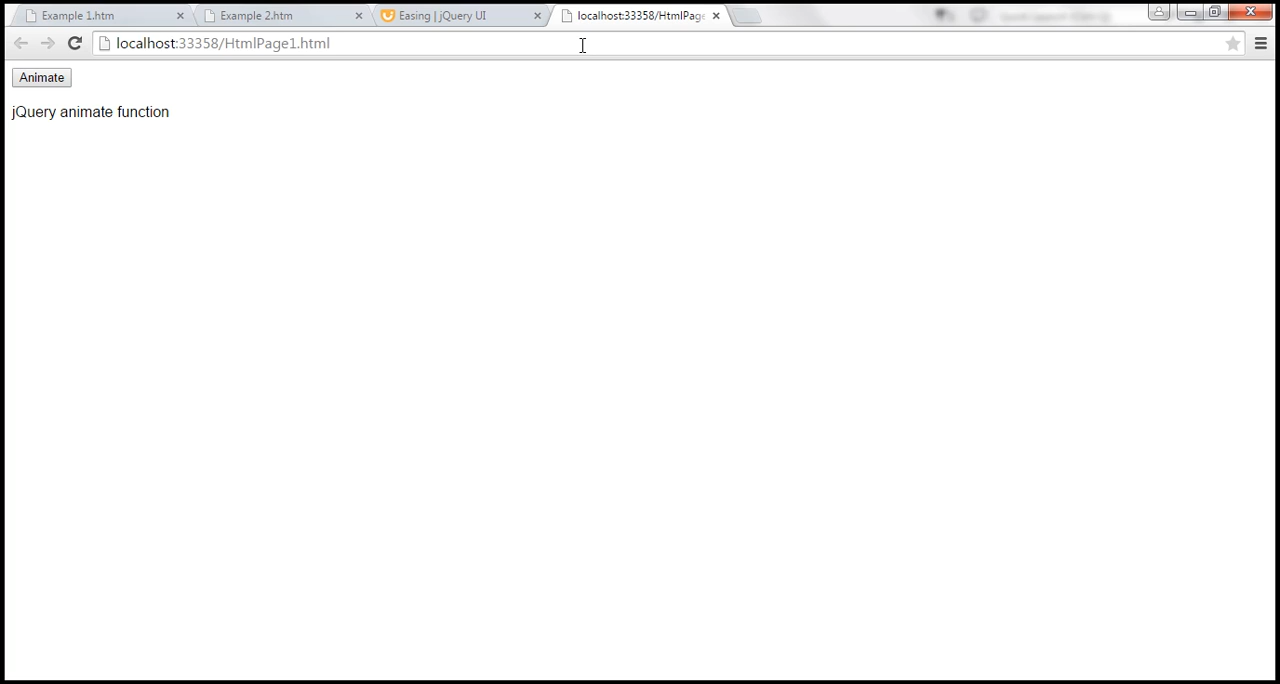 Example 1.htm
Example 2.htm
Easing | jQuery UI
localhost:33358/HtmlPage
localhost:33358/HtmlPage1.html
Animate
jQuery animate function